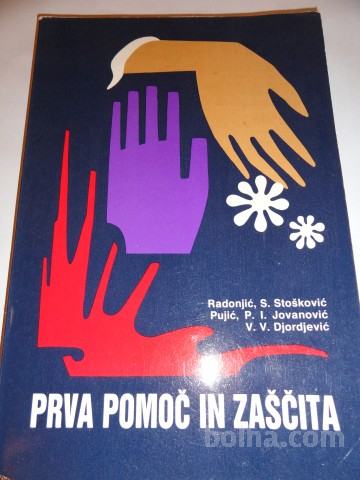 Radonjić, S. Stošković
Pujić, P. I. Jovanović
V. V. Djordjević
PRVA POMOČ IN ZAŠČITA
bolha.com